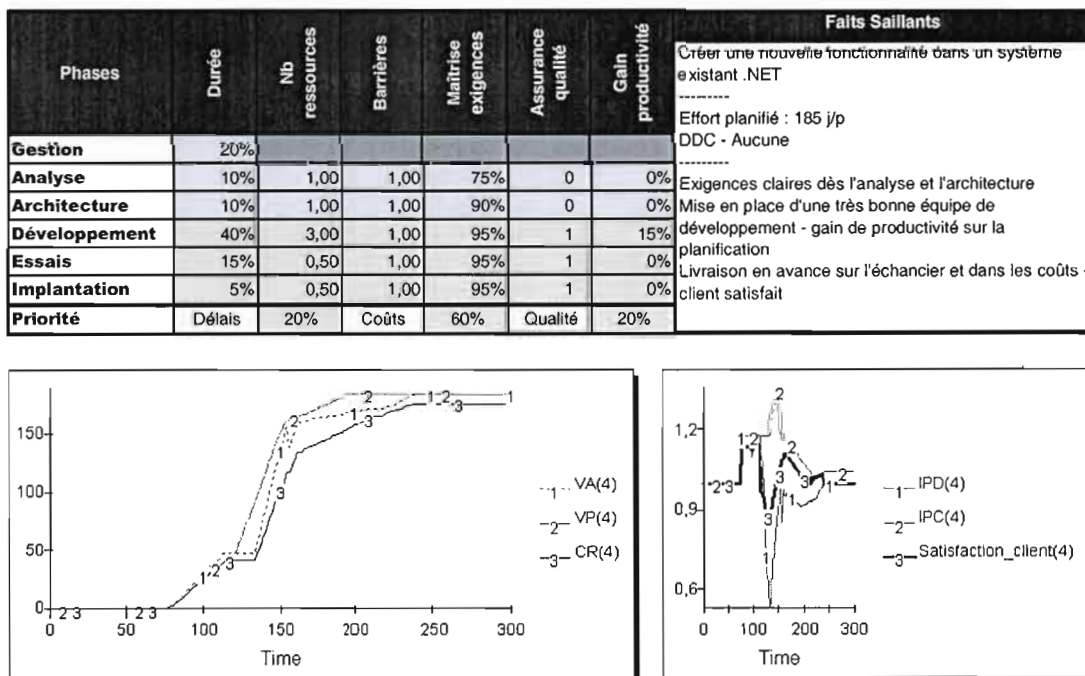 Phases Durée Nb ressources Barrières Maîtrise exigences Assurance qualité Gain productivité Faits Saillants
Créer une nouvelle fonctionnalité dans un système
existant .NET
---------
Effort planifié : 185 j/p
DDC - Aucune
---------
Exigences claires dès l'analyse et l'architecture
Mise en place d'une très bonne équipe de
développement - gain de productivité sur la
planification
Livraison en avance sur l'échancier et dans les coûts -
client satisfait
Gestion 20%
Analyse 10% 1,00 1,00 75% 0 0%
Architecture 10% 1,00 1,00 90% 0 0%
Développement 40% 3,00 1,00 95% 1 15%
Essais 15% 0,50 1,00 95% 1 0%
Implantation 5% 0,50 1,00 95% 1 0%
Priorité Délais 20% Coûts 60% Qualité 20%
150
100
50
0
0 50 100 150 200 250 300
Time
1 VA(4)
2 VP(4)
3 CR(4)
1,2
0,9
0,6
0 100 200 300
Time
1 IPD(4)
2 IPC(4)
3 Satisfaction_client(4)